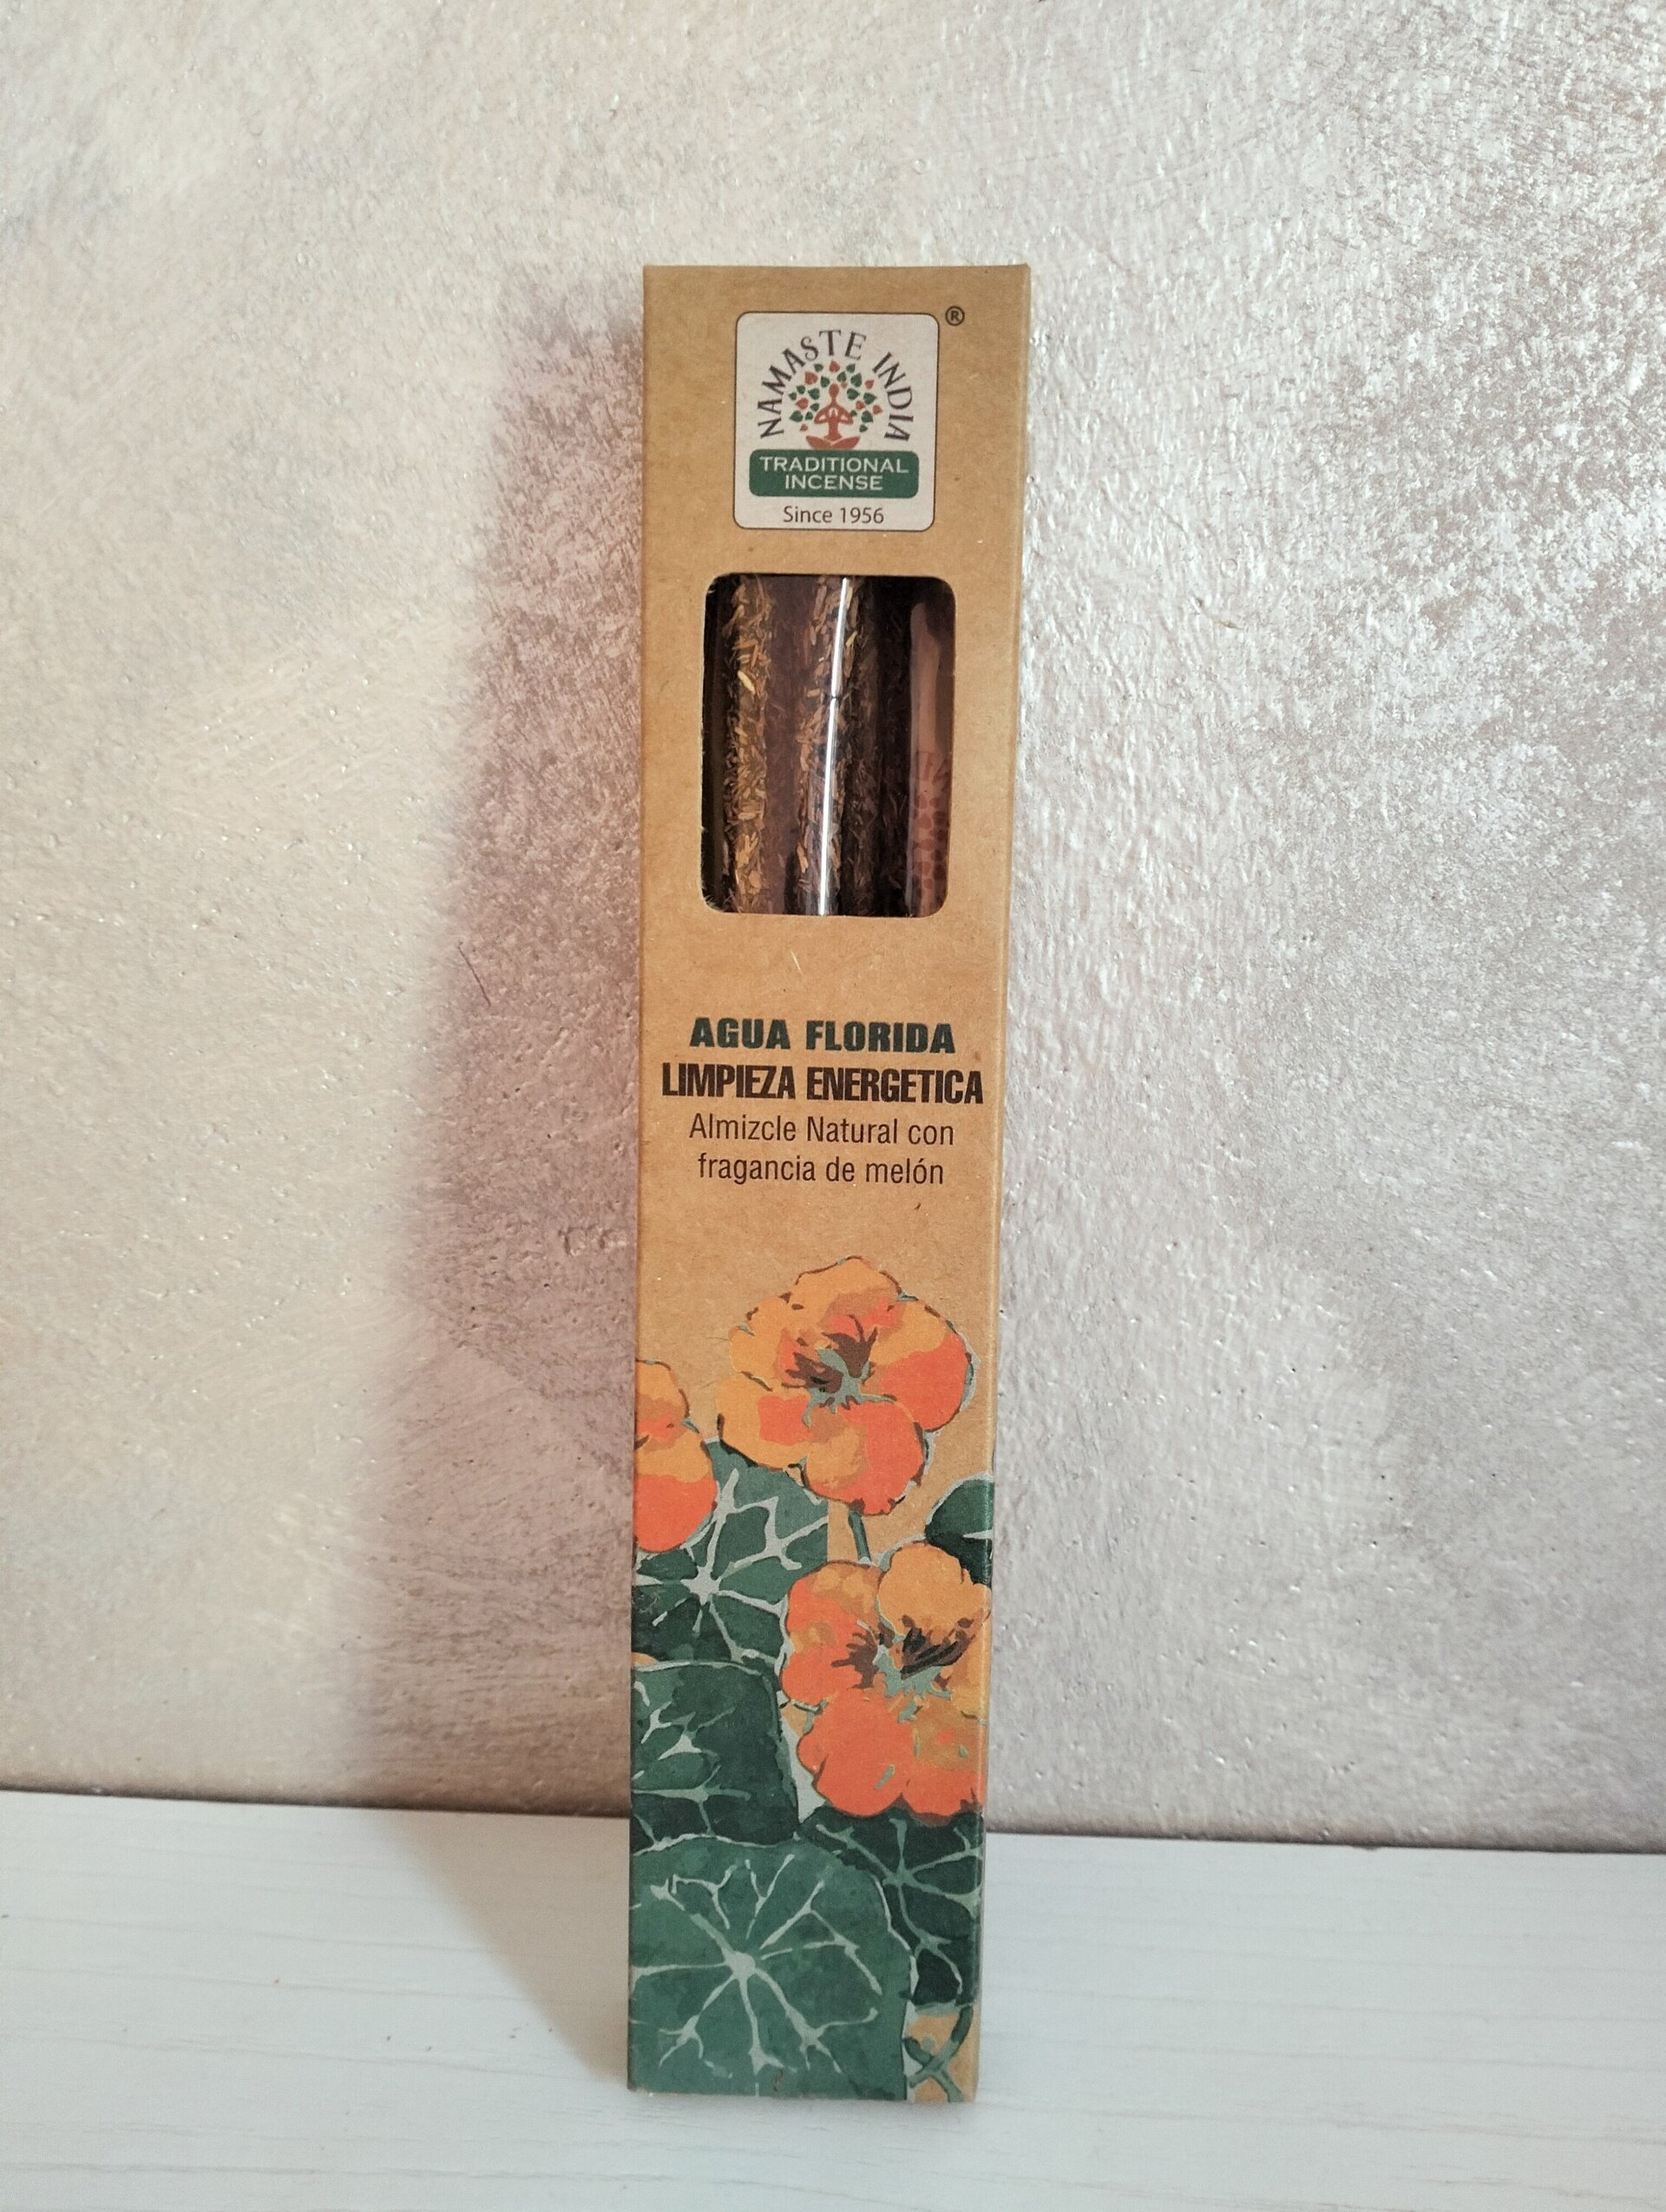 ®
NAMASTE INDIA
TRADITIONAL
INCENSE
Since 1956
AGUA FLORIDA
LIMPIEZA ENERGETICA
Almizcle Natural con
fragancia de melón